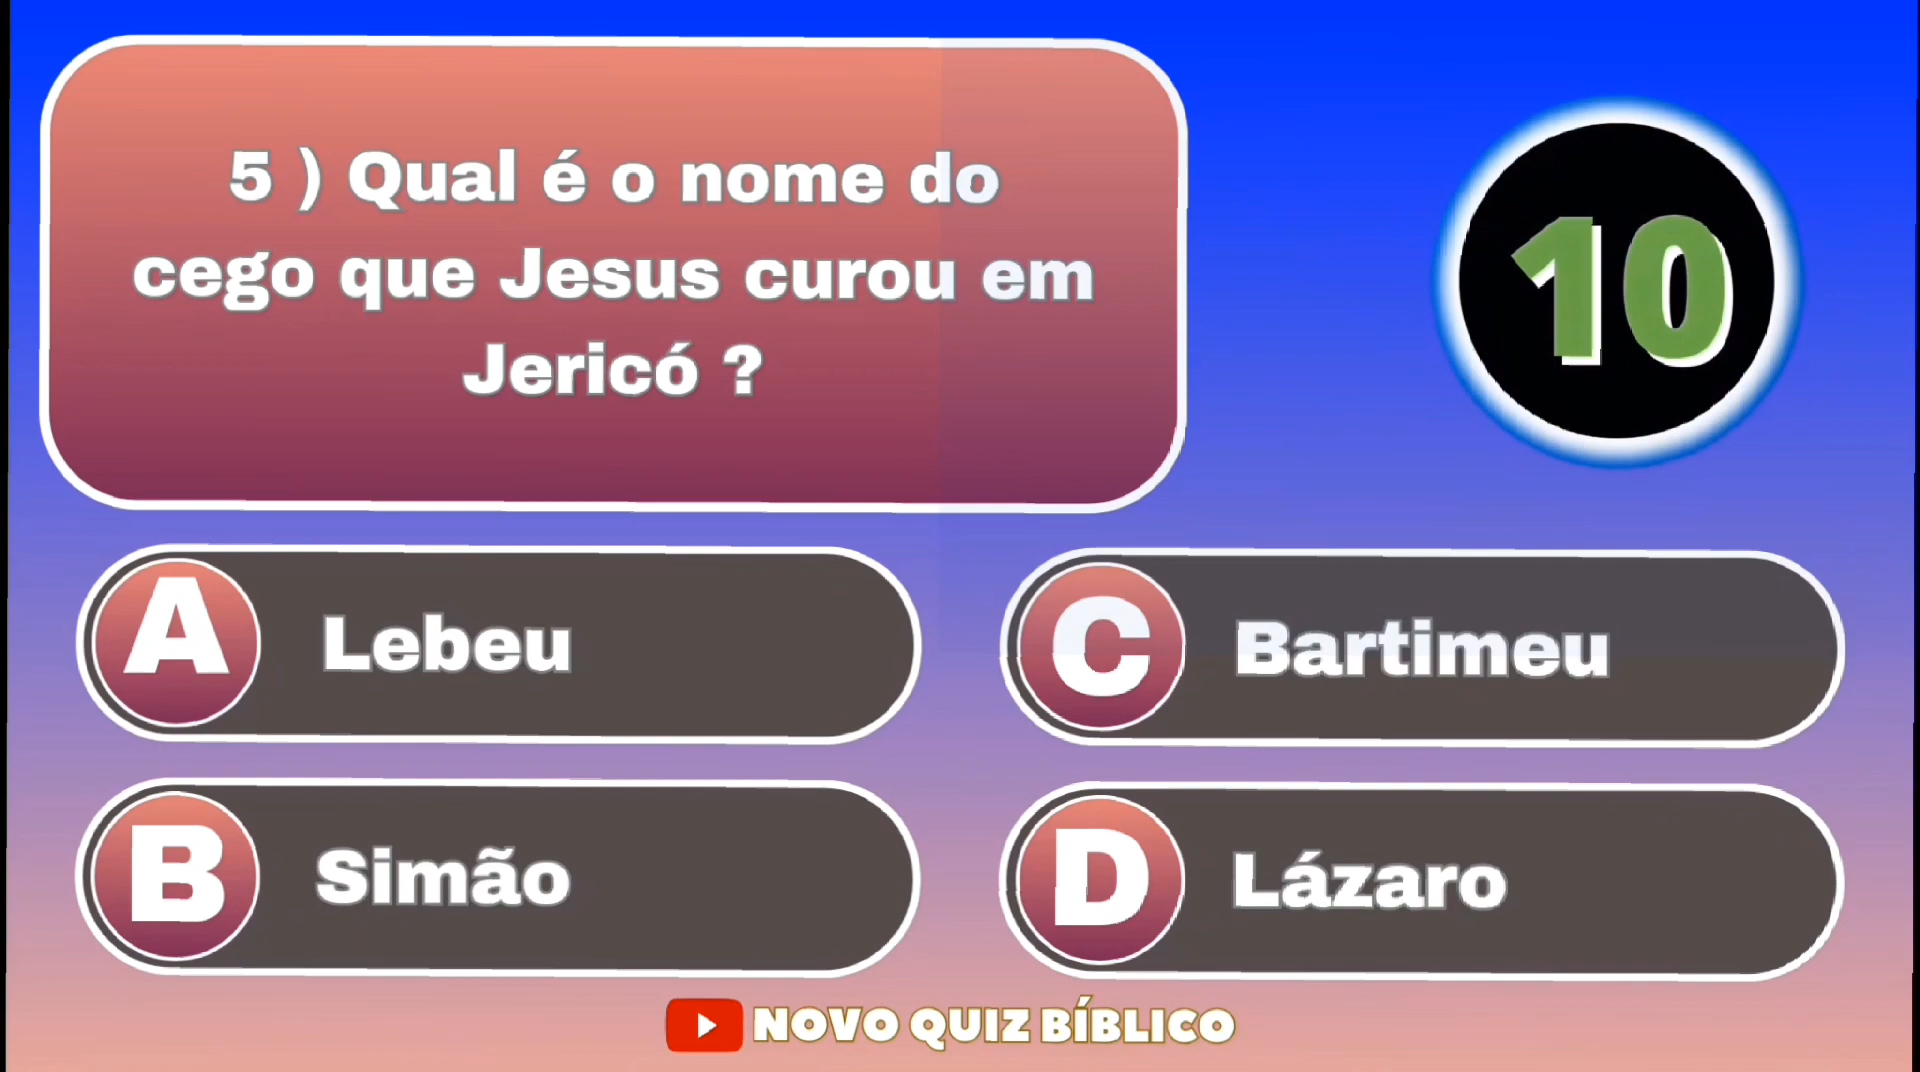 5 ) Qual é o nome do
cego que Jesus curou em
Jericó ?
10
A Lebeu
C Bartimeu
B Simão
D Lázaro
NOVO QUIZ BÍBLICO